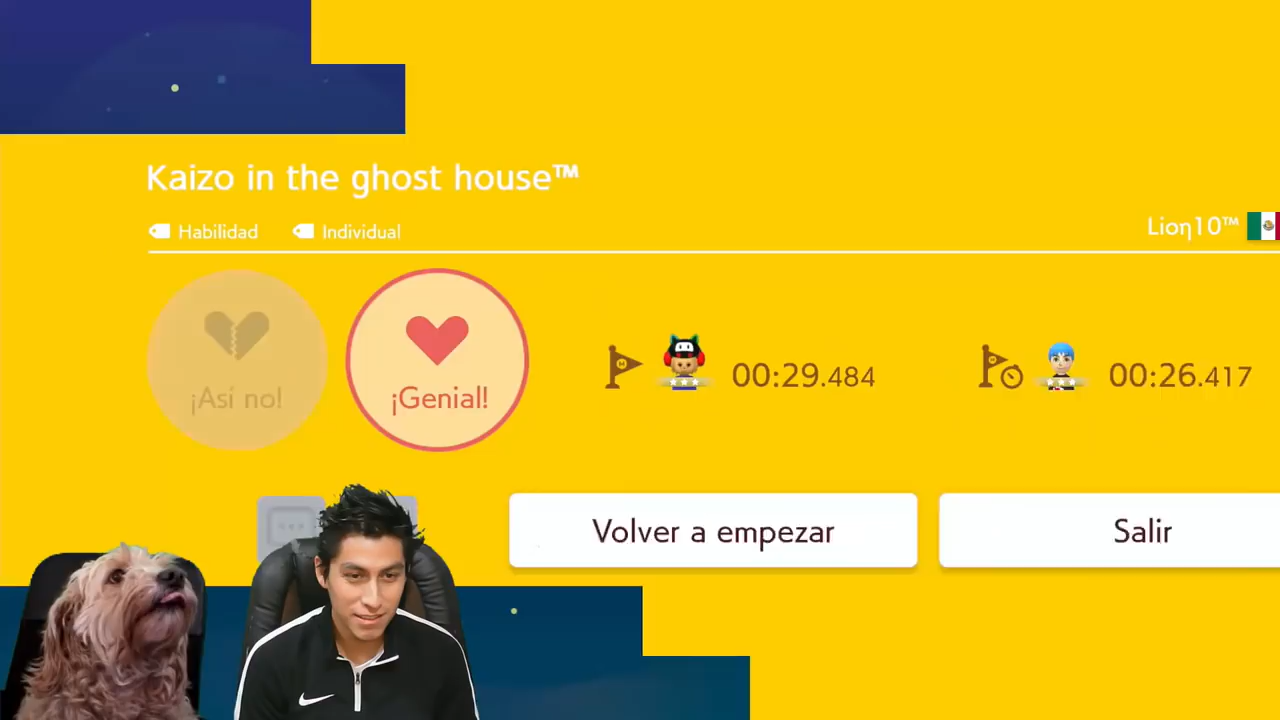 Kaizo in the ghost house™
Habilidad Individual
Lioη10™
¡Así no! ¡Genial! M 00:29.484 M 00:26.417
Volver a empezar Salir